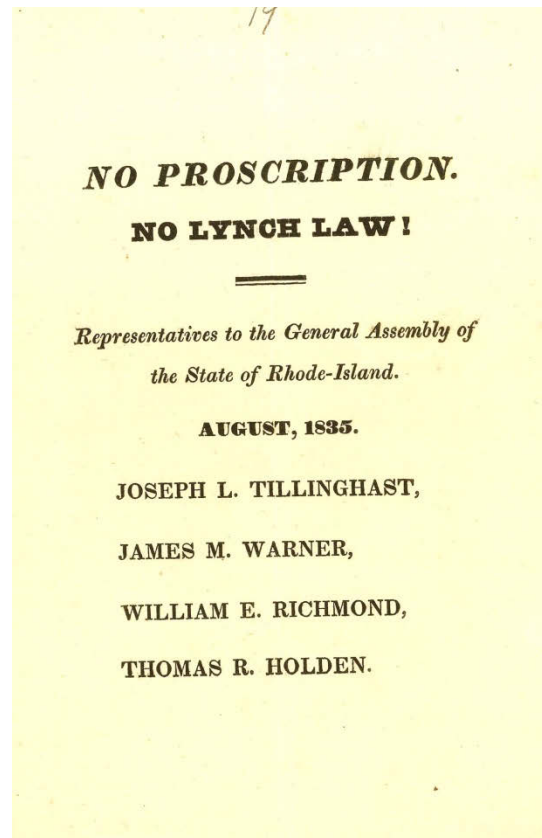 19
NO PROSCRIPTION.
NO LYNCH LAW!
Representatives to the General Assembly of
the State of Rhode-Island.
AUGUST, 1835.
JOSEPH L. TILLINGHAST,
JAMES M. WARNER,
WILLIAM E. RICHMOND,
THOMAS R. HOLDEN.